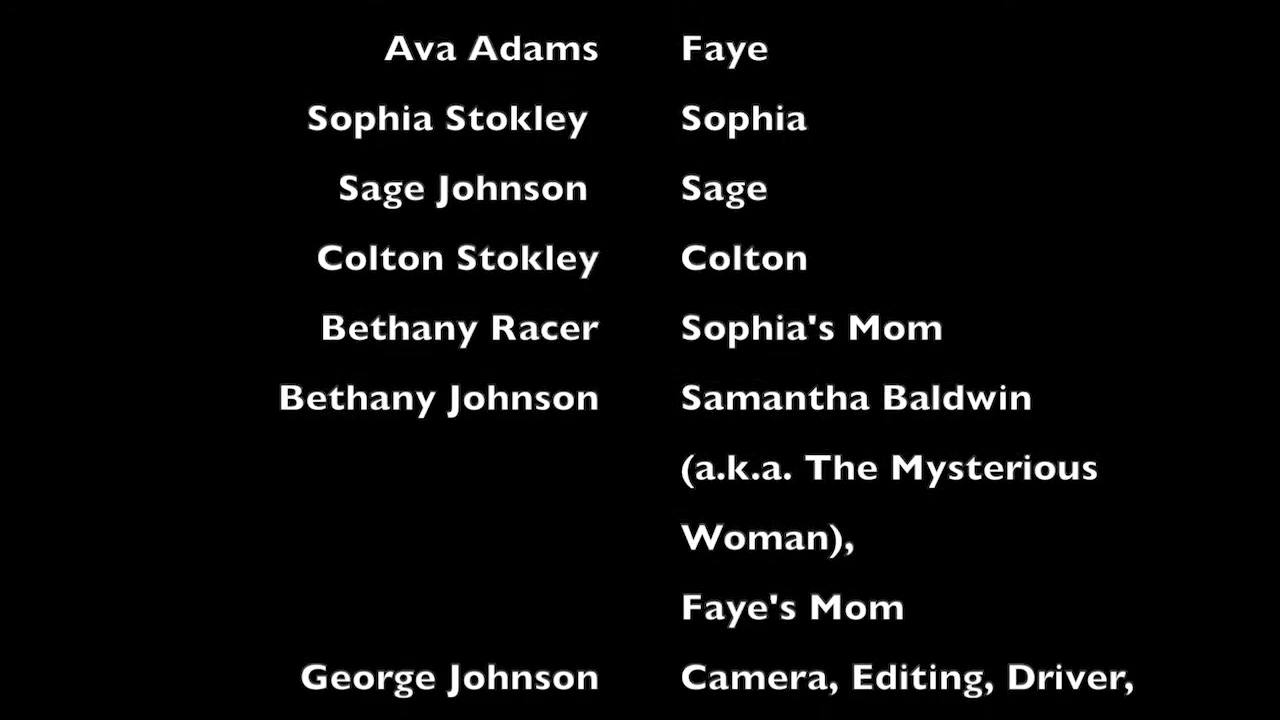 Ava Adams Faye
Sophia Stokley Sophia
Sage Johnson Sage
Colton Stokley Colton
Bethany Racer Sophia's Mom
Bethany Johnson Samantha Baldwin
(a.k.a. The Mysterious
Woman),
Faye's Mom
George Johnson Camera, Editing, Driver,